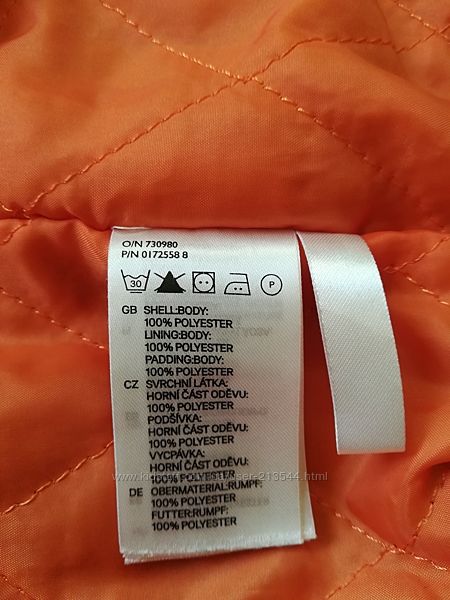 O/N 730980
P/N 0172558 8
30
P
GB SHELL:BODY:
100% POLYESTER
LINING:BODY:
100% POLYESTER
PADDING:BODY:
100% POLYESTER
CZ SVRCHNÍ LÁTKA:
HORNÍ ČÁST ODĚVU:
100% POLYESTER
PODŠÍVKA:
HORNÍ ČÁST ODĚVU:
100% POLYESTER
VYCPÁVKA:
HORNÍ ČÁST ODĚVU:
100% POLYESTER
DE OBERMATERIAL:RUMPF:
100% POLYESTER
FUTTER:RUMPF:
100% POLYESTER